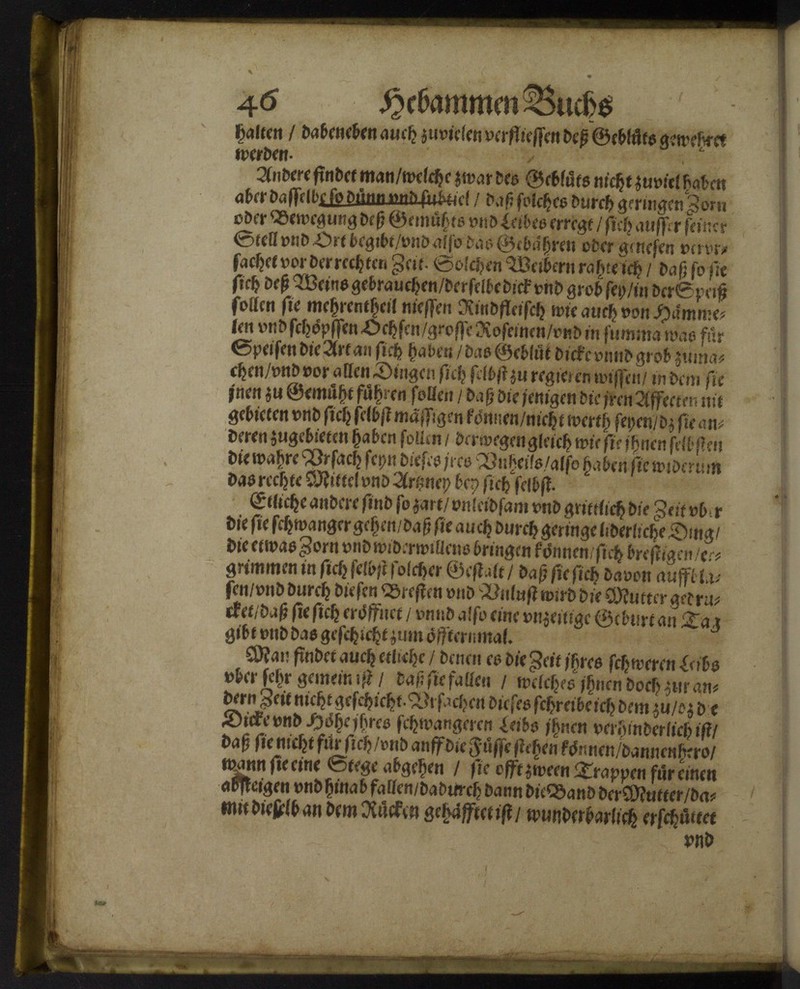 46 Hebammen Buchs
halten / dabeneben auch zuvielen verfliessen deß Geblüts gewehret
werden.
Andere findet man/welche zwar des Geblüts nicht zuviel haben
aber dasselbe so dünn vnd subtiel / daß solches durch geringen Zorn
oder Bewegung deß Gemühts vnd Leibes erregt / sich ausser seiner
Stell vnd Ort begibt/vnd also das Gebähren oder genesen verur-
sachet vor der rechten Zeit. Solchen Weibern rahte ich / daß so sie
sich deß Weins gebrauchen/derselbe dick vnd grob sey/in der Speiß
sollen sie mehrentheil niessen Rindfleisch wie auch von Hämme-
len vnd schöpssen Ochsen/grosse Roseinen/vnd in summa was für
Speisen die Art an sich haben / das Geblüt dicke vnnd grob zuma-
chen/vnd vor allen Dingen sich selbst zu regieren wissen/ in dem sie
jnen zu Gemüht führen sollen / daß die jenigen die jren Affecten nit
gebieten vnd sich selbst mässigen können/nicht werth seyen/dz sie an-
deren zugebieten haben sollen / derwegen gleich wie sie jhnen selbsten
die wahre Vrsach seyn dieses jres Vnheils/also haben sie widerum
das rechte Mittel vnd Artzney bey sich selbst.
Etliche andere sind so zart/ vnleidsam vnd grittlich die Zeit vber
die sie schwanger gehen/daß sie auch durch geringe liderliche Ding/
die etwas Zorn vnd widerwillens bringen können/sich brestigen/er-
grimmen in sich selbst solcher Gestalt / daß sie sich davon auffbla-
sen/vnd durch diesen Bresten vnd Vnlust wird die Mutter getru-
cket/daß sie sich eröffnet / vnnd also eine vnzeitige Geburt an Tag
gibt vnd das geschicht zum öffternmal.
Man findet auch etliche / denen es die Zeit jhres schweren Leibs
vber sehr gemein ist / daß sie fallen / welches jhnen doch zur an-
dern Zeit nicht geschicht. Vrsachen dieses schreibe ich dem zu/dz die
Dicke vnd Höhe jhres schwangeren Leibs jhnen verhinderlich ist/
daß sie nicht für sich/vnd auff die Füsse stehen können/dannenhero/
wann sie eine Stege abgehen / sie offt zween Trappen für einen
absteigen vnd hinab fallen/dadurch dann die Band der Mutter/da-
mit dieselb an dem Rücken gehäfftet ist/ wunderbarlich erschüttet
vnd